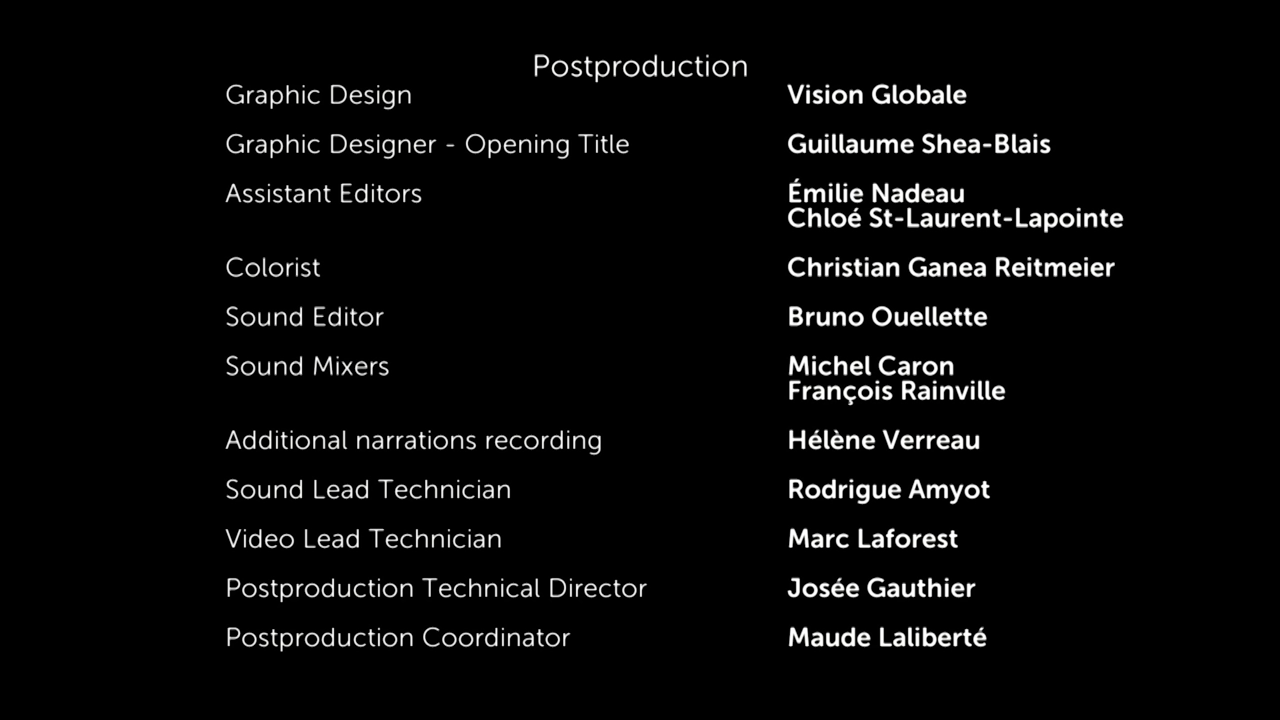 Postproduction
Graphic Design Vision Globale
Graphic Designer - Opening Title Guillaume Shea-Blais
Assistant Editors Émilie Nadeau
Chloé St-Laurent-Lapointe
Colorist Christian Ganea Reitmeier
Sound Editor Bruno Ouellette
Sound Mixers Michel Caron
François Rainville
Additional narrations recording Hélène Verreau
Sound Lead Technician Rodrigue Amyot
Video Lead Technician Marc Laforest
Postproduction Technical Director Josée Gauthier
Postproduction Coordinator Maude Laliberté